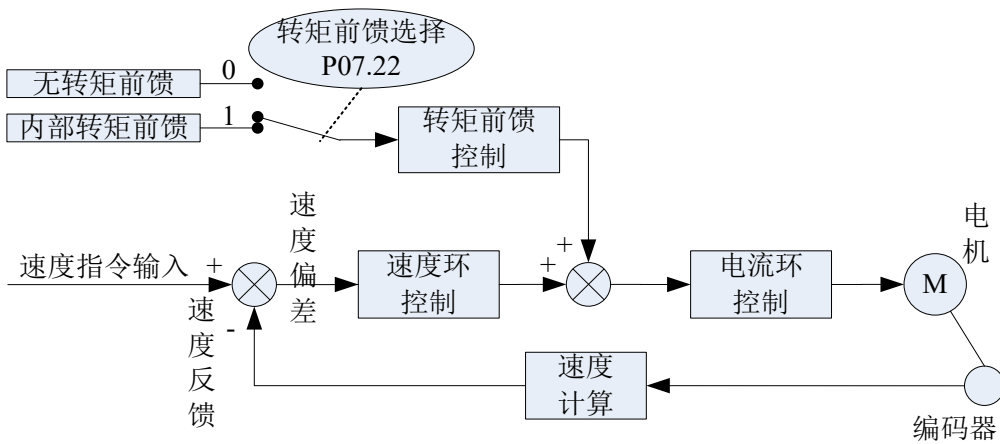 转矩前馈选择
P07.22
无转矩前馈
0
内部转矩前馈
1
转矩前馈
控制
速度指令输入
+
-
速度反馈
速度偏差
速度环
控制
+
+
电流环
控制
电机
M
速度
计算
编码器